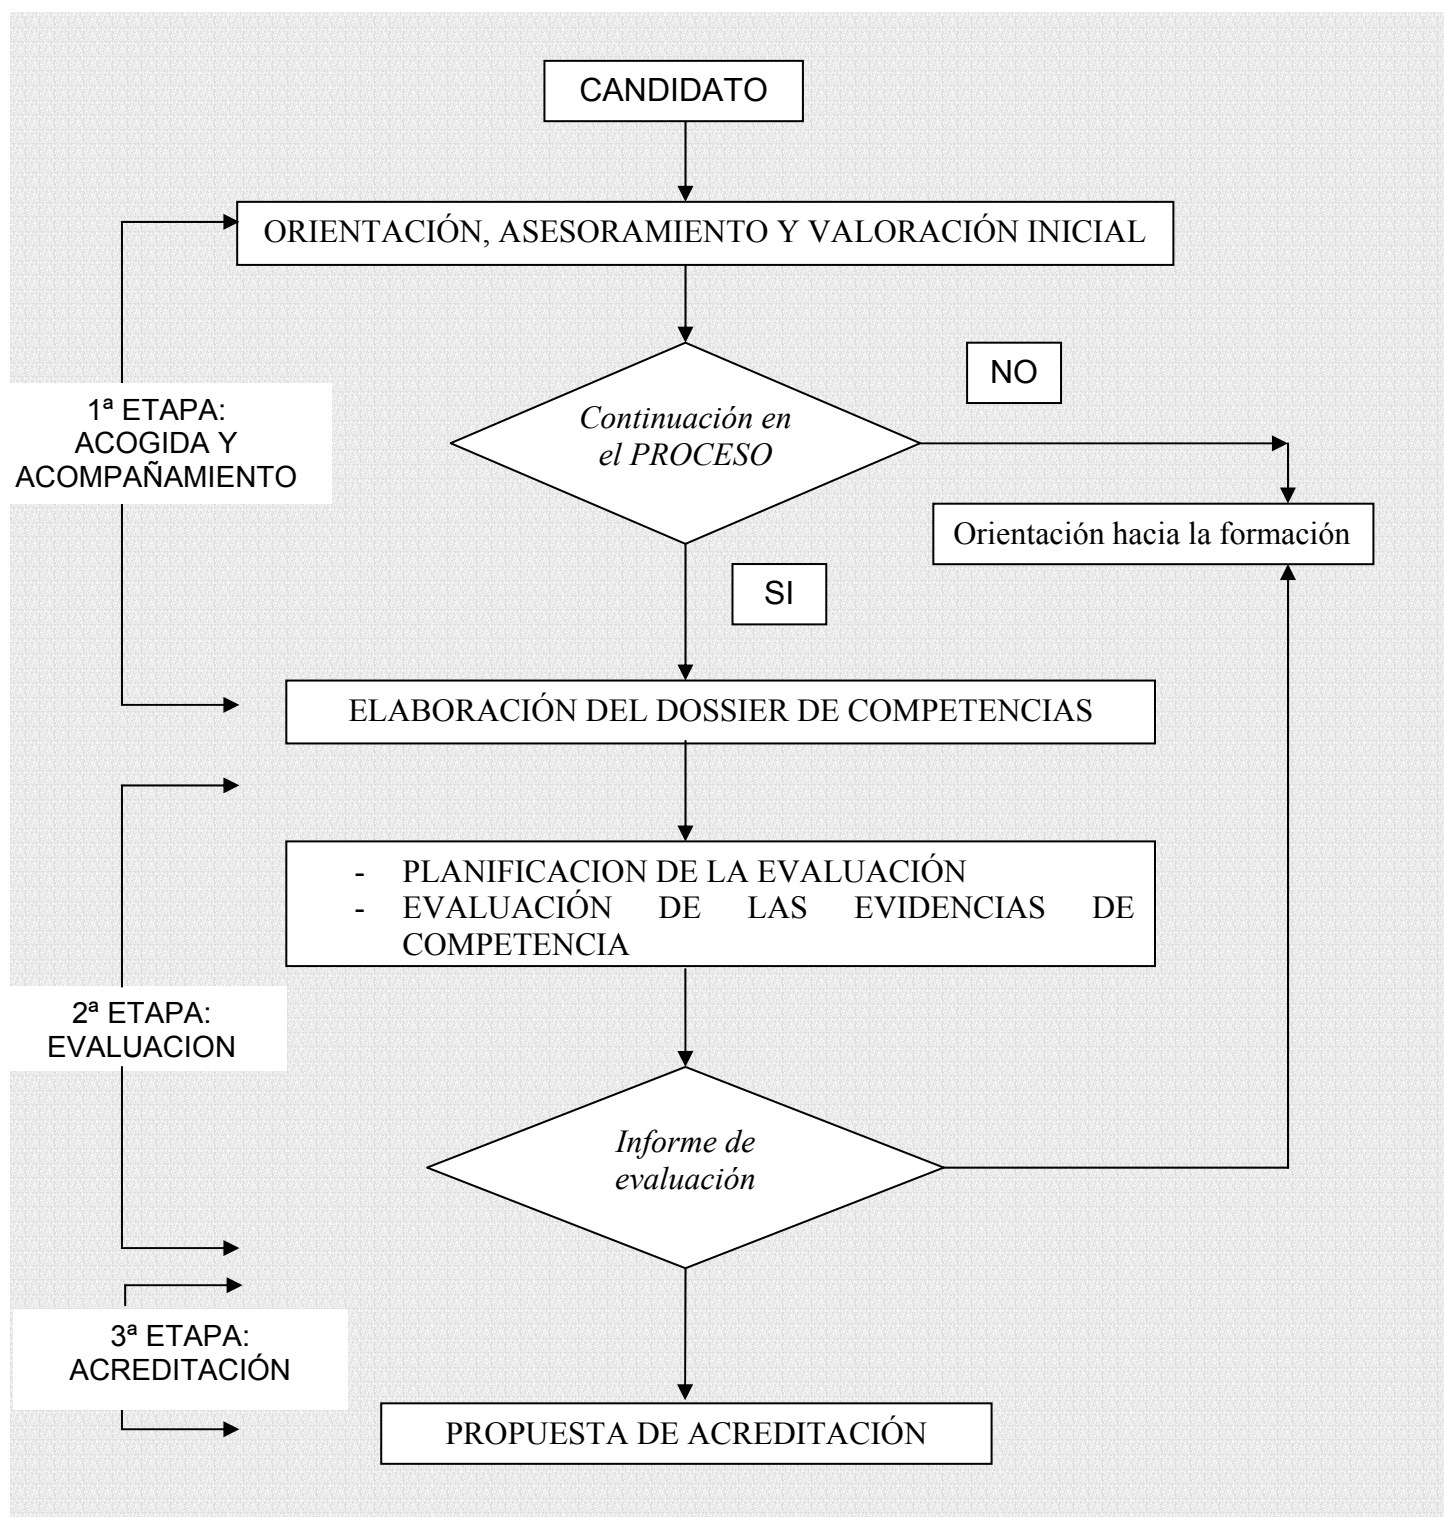 CANDIDATO
ORIENTACIÓN, ASESORAMIENTO Y VALORACIÓN INICIAL
NO
Continuación en
el PROCESO
1ª ETAPA:
ACOGIDA Y
ACOMPAÑAMIENTO
Orientación hacia la formación
SI
ELABORACIÓN DEL DOSSIER DE COMPETENCIAS
- PLANIFICACION DE LA EVALUACIÓN
- EVALUACIÓN DE LAS EVIDENCIAS DE
COMPETENCIA
2ª ETAPA:
EVALUACION
Informe de
evaluación
3ª ETAPA:
ACREDITACIÓN
PROPUESTA DE ACREDITACIÓN